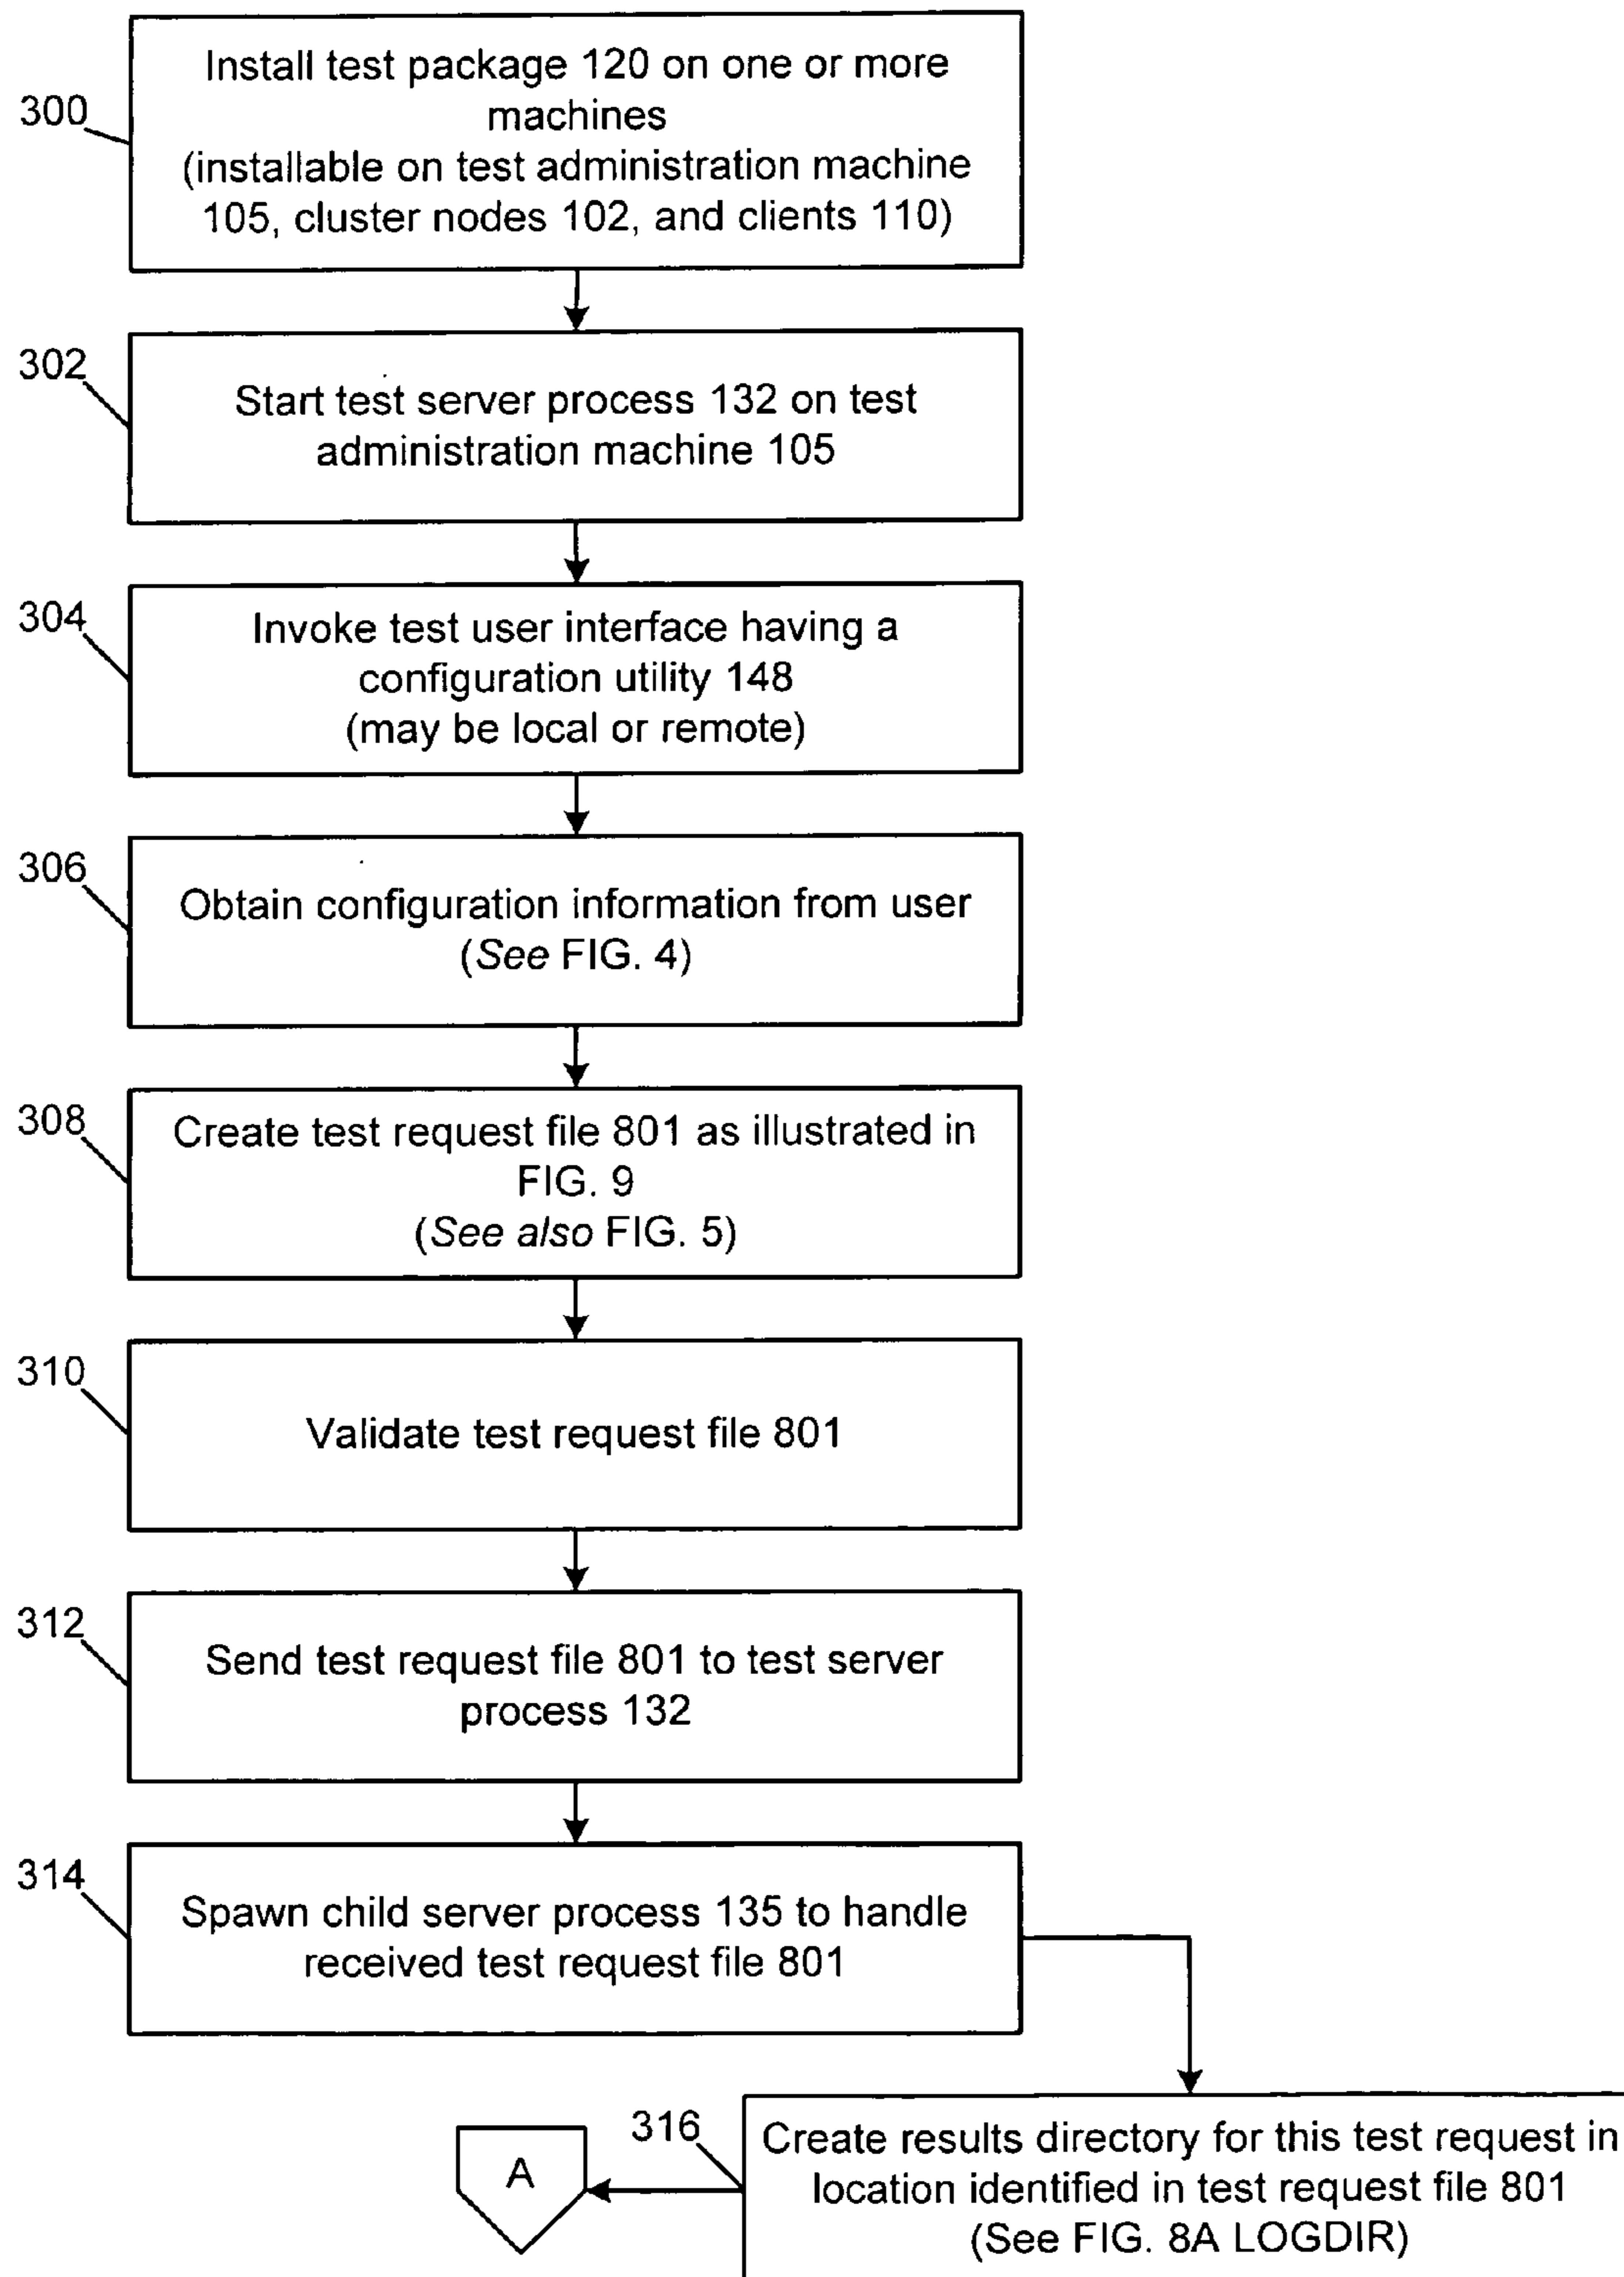 300
Install test package 120 on one or more
machines
(installable on test administration machine
105, cluster nodes 102, and clients 110)
302
Start test server process 132 on test
administration machine 105
304
Invoke test user interface having a
configuration utility 148
(may be local or remote)
306
Obtain configuration information from user
(See FIG. 4)
308
Create test request file 801 as illustrated in
FIG. 9
(See also FIG. 5)
310
Validate test request file 801
312
Send test request file 801 to test server
process 132
314
Spawn child server process 135 to handle
received test request file 801
316
Create results directory for this test request in
location identified in test request file 801
(See FIG. 8A LOGDIR)
A